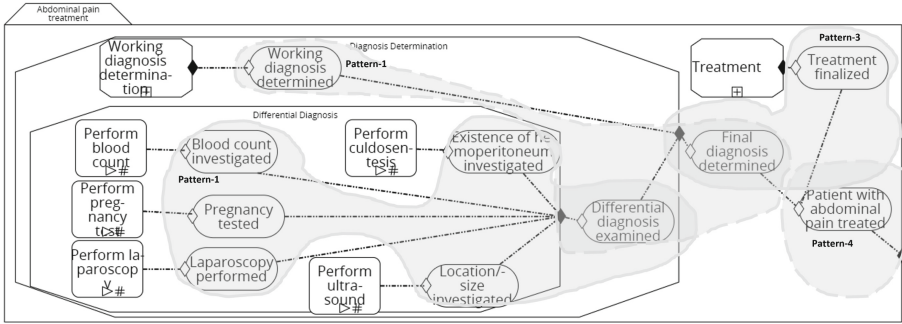 Abdominal pain
treatment
Diagnosis Determination
Working
diagnosis
determina-
tion
Working
diagnosis
determined
Pattern-1
Treatment
Pattern-3
Treatment
finalized
Differential Diagnosis
Perform
blood
count
Blood count
investigated
Pattern-1
Perform
culdosen-
tesis
Existence of he
moperitoneum
investigated
Final
diagnosis
determined
Perform
preg-
nancy
test
Pregnancy
tested
Differential
diagnosis
examined
Patient with
abdominal
pain treated
Pattern-4
Perform la-
paroscop
y
Laparoscopy
performed
Perform
ultra-
sound
Location/-
size
investigated